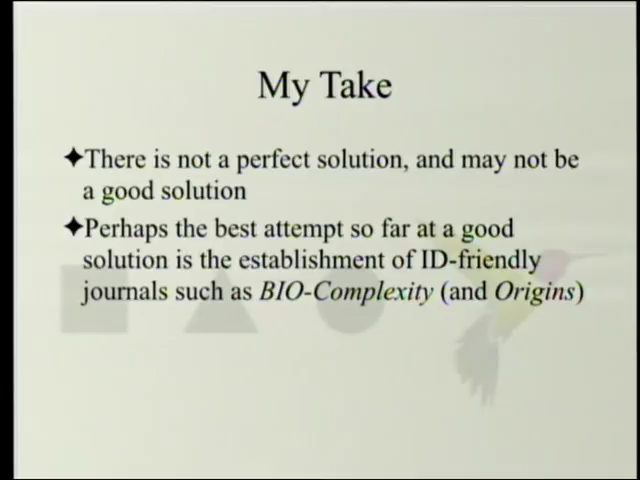 My Take
✦There is not a perfect solution, and may not be
a good solution
✦Perhaps the best attempt so far at a good
solution is the establishment of ID-friendly
journals such as BIO-Complexity (and Origins)